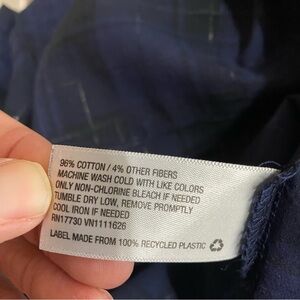 96% COTTON / 4% OTHER FIBERS
MACHINE WASH COLD WITH LIKE COLORS
ONLY NON-CHLORINE BLEACH IF NEEDED
TUMBLE DRY LOW, REMOVE PROMPTLY
COOL IRON IF NEEDED
RN17730 VN1111626
LABEL MADE FROM 100% RECYCLED PLASTIC